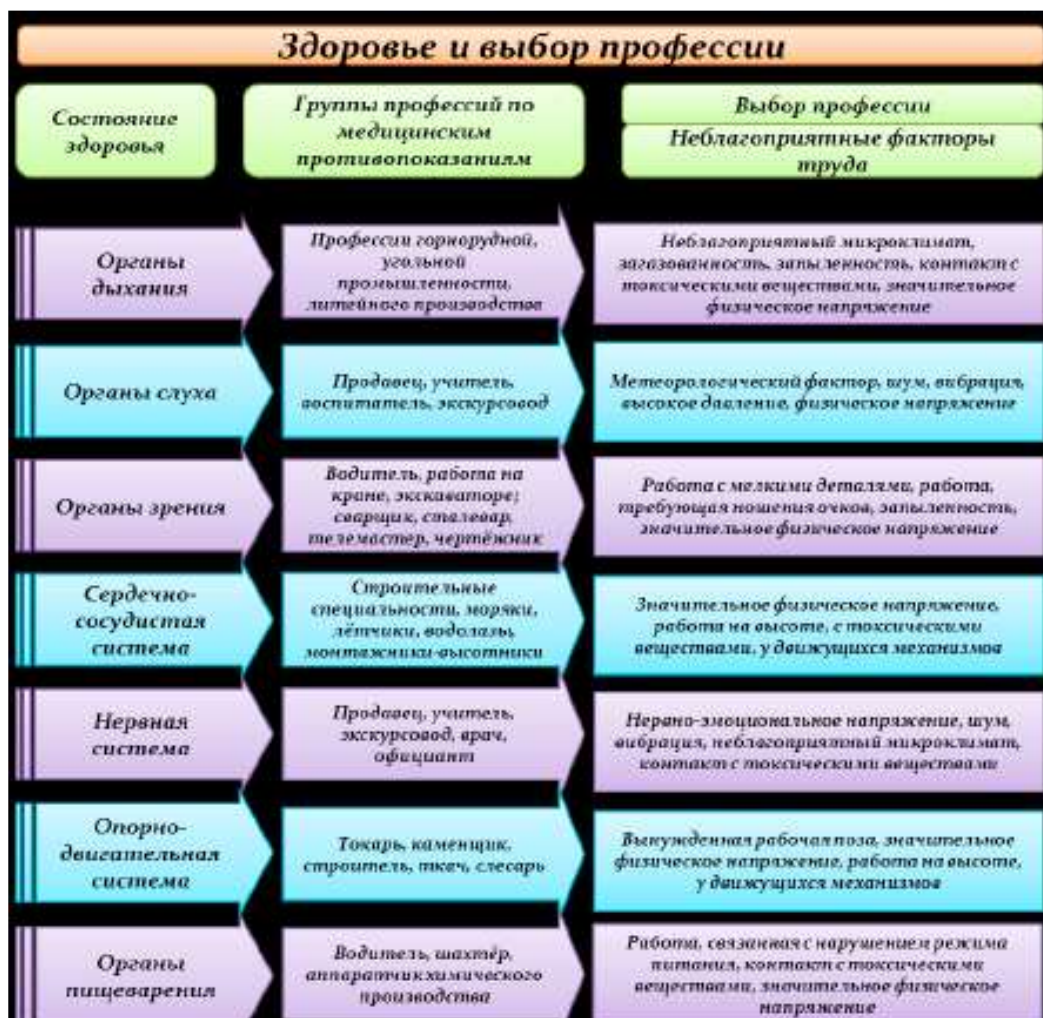 Здоровье и выбор профессии
Состояние
здоровья
Группы профессий по
медицинским
противопоказаниям
Выбор профессии
Неблагоприятные факторы
труда
Органы
дыхания
Профессии горнорудной,
угольной
промышленности,
литейного производства
Неблагоприятный микроклимат,
загазованность, запыленность, контакт с
токсическими веществами, значительное
физическое напряжение
Органы слуха
Продавец, учитель,
воспитатель, экскурсовод
Метеорологический фактор, шум, вибрация,
высокое давление, физическое напряжение
Органы зрения
Водитель, работа на
кране, экскаваторе;
сварщик, сталевар,
телемастер, чертёжник
Работа с мелкими деталями, работа,
требующая ношения очков, запыленность,
значительное физическое напряжение
Сердечно-
сосудистая
система
Строительные
специальности, моряки,
лётчики, водолазы,
монтажники-высотники
Значительное физическое напряжение,
работа на высоте, с токсическими
веществами, у движущихся механизмов
Нервная
система
Продавец, учитель,
экскурсовод, врач,
официант
Нервно-эмоциональное напряжение, шум,
вибрация, неблагоприятный микроклимат,
контакт с токсическими веществами
Опорно-
двигательная
система
Токарь, каменщик,
строитель, ткач, слесарь
Вынужденная рабочая поза, значительное
физическое напряжение, работа на высоте,
у движущихся механизмов
Органы
пищеварения
Водитель, шахтёр,
аппаратчик химического
производства
Работа, связанная с нарушением режима
питания, контакт с токсическими
веществами, значительное физическое
напряжение